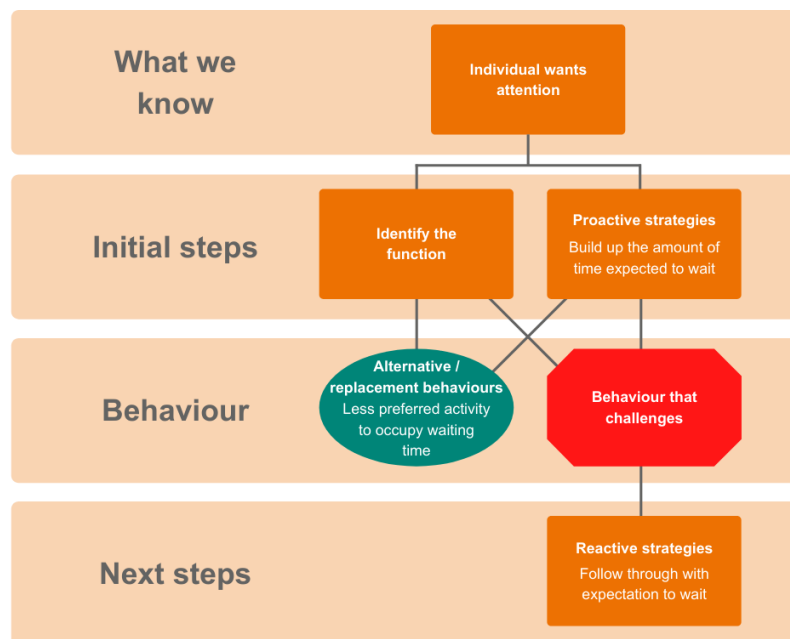 What we
know
Individual wants
attention
Initial steps
Identify the
function
Proactive strategies
Build up the amount of
time expected to wait
Behaviour
Alternative /
replacement behaviours
Less preferred activity
to occupy waiting
time
Behaviour that
challenges
Next steps
Reactive strategies
Follow through with
expectation to wait